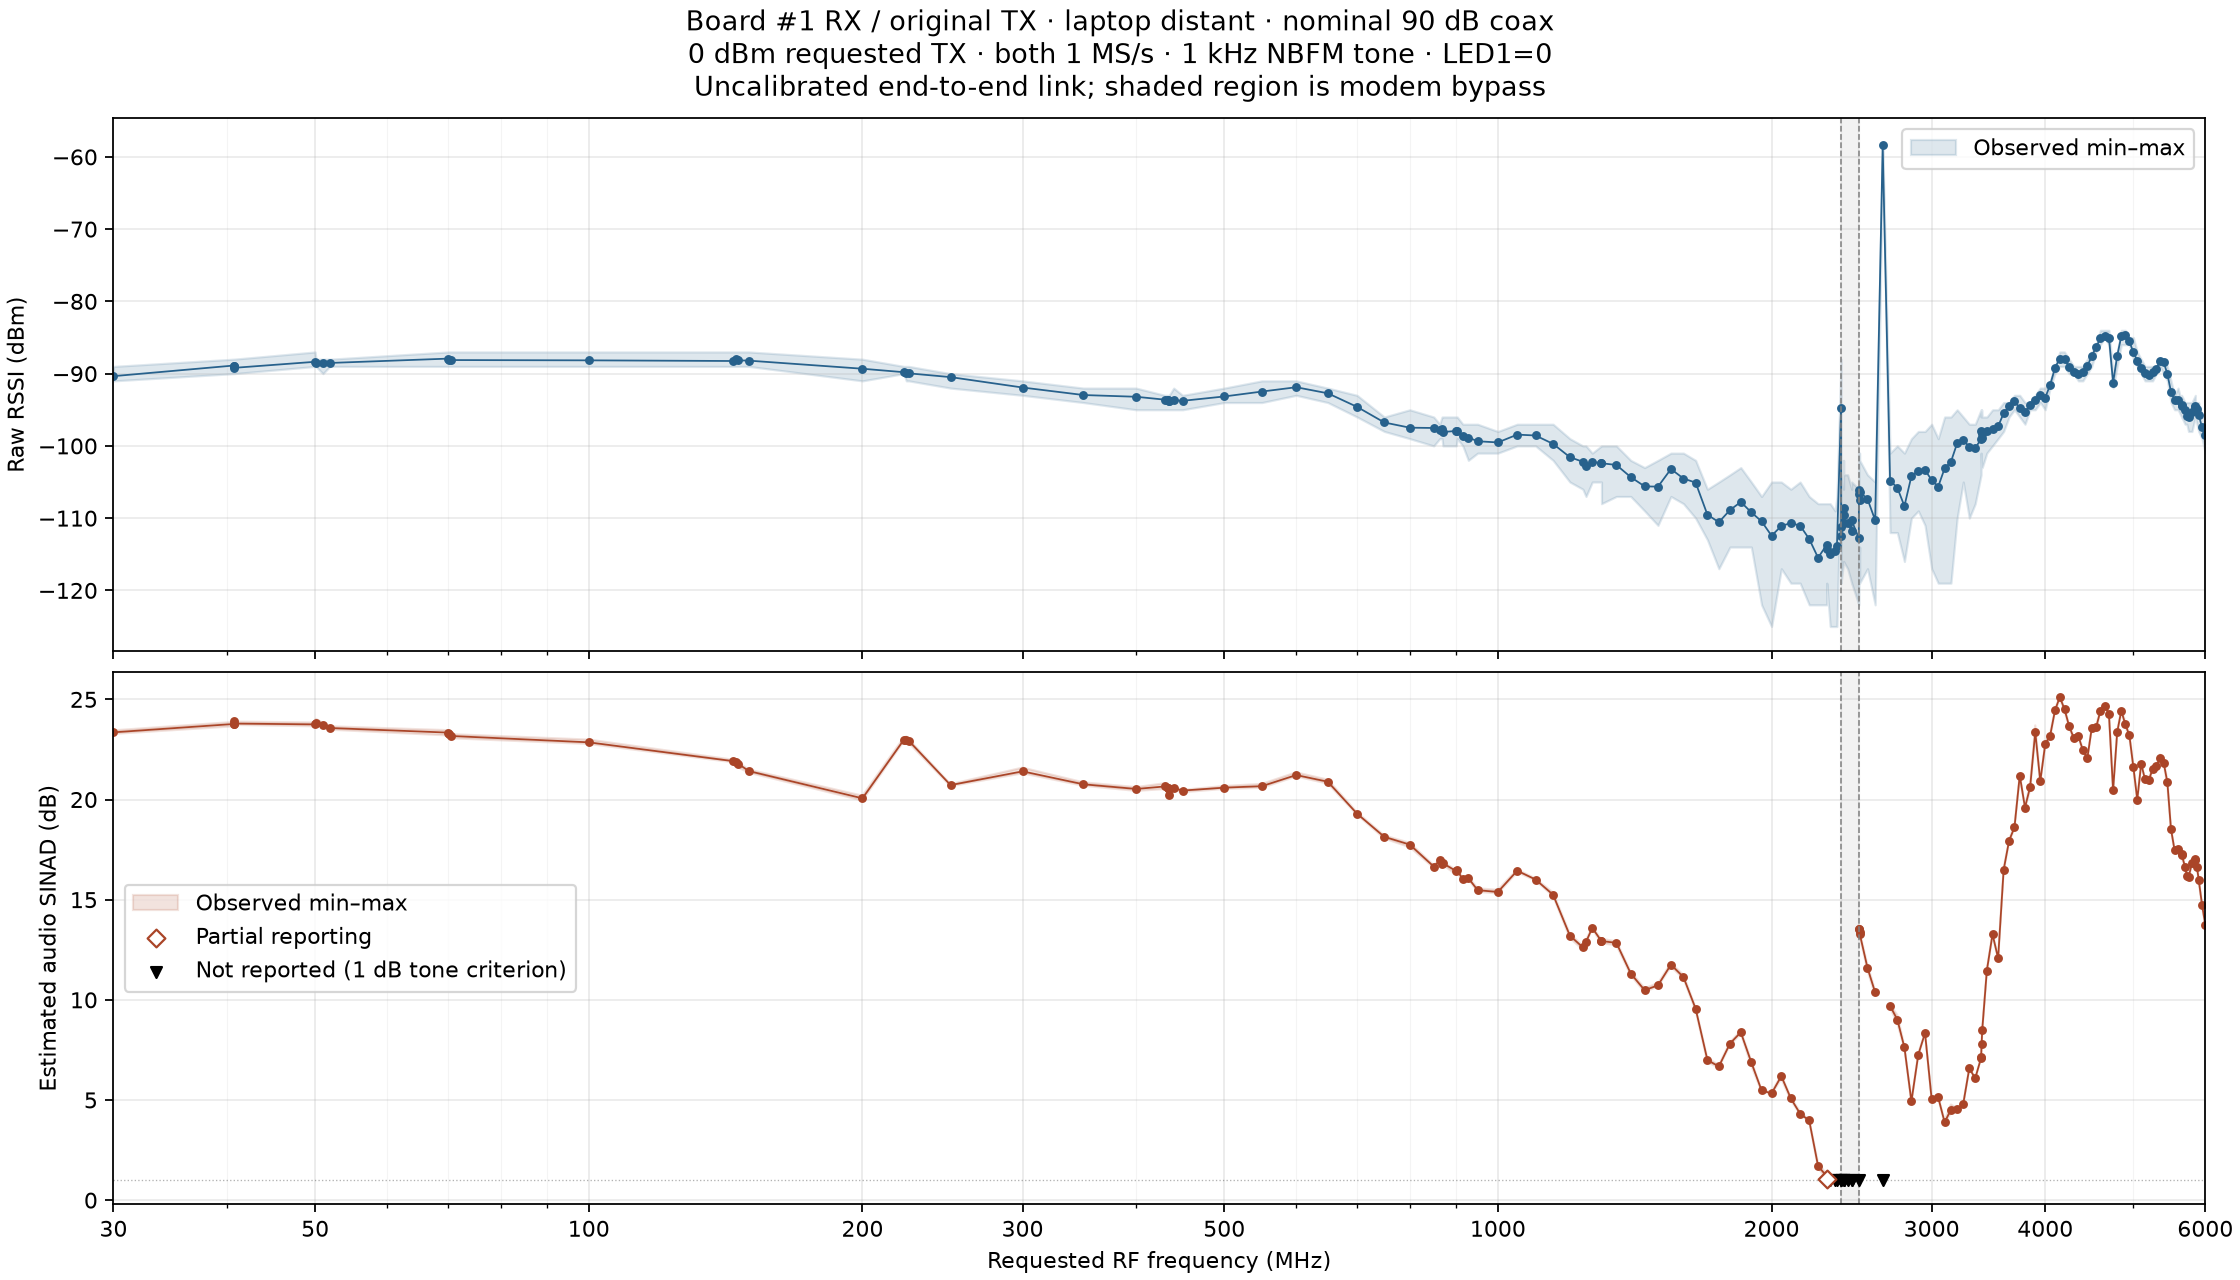 Board #1 RX / original TX · laptop distant · nominal 90 dB coax
0 dBm requested TX · both 1 MS/s · 1 kHz NBFM tone · LED1=0
Uncalibrated end-to-end link; shaded region is modem bypass
Raw RSSI (dBm)
−60
−70
−80
−90
−100
−110
−120
Observed min–max
Estimated audio SINAD (dB)
25
20
15
10
5
0
Observed min–max
Partial reporting
Not reported (1 dB tone criterion)
30
50
100
200
300
500
1000
2000
3000
4000
6000
Requested RF frequency (MHz)